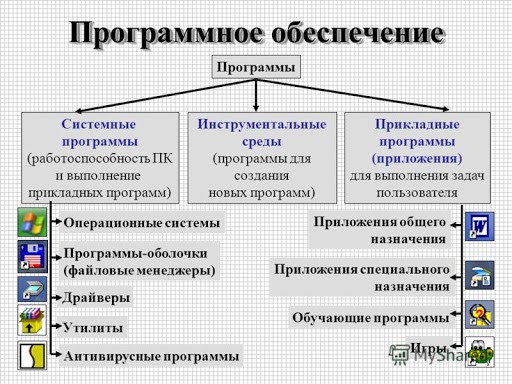 Программное обеспечение
Программы
Системные
программы
(работоспособность ПК
и выполнение
прикладных программ)
Инструментальные
среды
(программы для
создания
новых программ)
Прикладные
программы
(приложения)
для выполнения задач
пользователя
Операционные системы
Программы-оболочки
(файловые менеджеры)
Драйверы
Утилиты
Антивирусные программы
Приложения общего
назначения
Приложения специального
назначения
Обучающие программы
Игры
MyShared